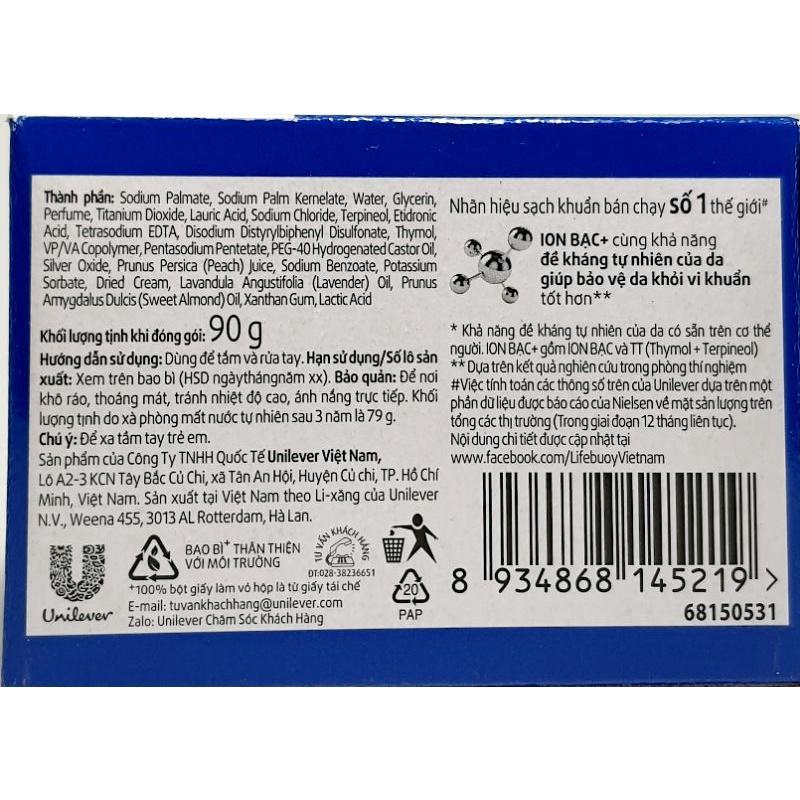 Thành phần: Sodium Palmate, Sodium Palm Kernelate, Water, Glycerin,
Perfume, Titanium Dioxide, Lauric Acid, Sodium Chloride, Terpineol, Etidronic
Acid, Tetrasodium EDTA, Disodium Distyrylbiphenyl Disulfonate, Thymol,
VP/VA Copolymer, Pentasodium Pentetate, PEG-40 Hydrogenated Castor Oil,
Silver Oxide, Prunus Persica (Peach) Juice, Sodium Benzoate, Potassium
Sorbate, Dried Cream, Lavandula Angustifolia (Lavender) Oil, Prunus
Amygdalus Dulcis (Sweet Almond) Oil, Xanthan Gum, Lactic Acid
Khối lượng tịnh khi đóng gói: 90 g
Hướng dẫn sử dụng: Dùng để tắm và rửa tay. Hạn sử dụng/Số lô sản
xuất: Xem trên bao bì (HSD ngàythángnăm xx). Bảo quản: Để nơi
khô ráo, thoáng mát, tránh nhiệt độ cao, ánh nắng trực tiếp. Khối
lượng tịnh do xà phòng mất nước tự nhiên sau 3 năm là 79 g.
Chú ý: Để xa tầm tay trẻ em.
Sản phẩm của Công Ty TNHH Quốc Tế Unilever Việt Nam,
Lô A2-3 KCN Tây Bắc Củ Chi, xã Tân An Hội, Huyện Củ chi, TP. Hồ Chí
Minh, Việt Nam. Sản xuất tại Việt Nam theo Li-xăng của Unilever
N.V., Weena 455, 3013 AL Rotterdam, Hà Lan.
Unilever
BAO BÌ+ THÂN THIỆN
VỚI MÔI TRƯỜNG
TƯ VẤN KHÁCH HÀNG
ĐT:028-38236651
+100% bột giấy làm vỏ hộp là từ giấy tái chế
E-mail: tuvankhachhang@unilever.com
Zalo: Unilever Chăm Sóc Khách Hàng
20
PAP
Nhãn hiệu sạch khuẩn bán chạy số 1 thế giới#
ION BẠC+ cùng khả năng
đề kháng tự nhiên của da
giúp bảo vệ da khỏi vi khuẩn
tốt hơn**
* Khả năng đề kháng tự nhiên của da có sẵn trên cơ thể
người. ION BẠC+ gồm ION BẠC và TT (Thymol + Terpineol)
** Dựa trên kết quả nghiên cứu trong phòng thí nghiệm
#Việc tính toán các thông số trên của Unilever dựa trên một
phần dữ liệu được báo cáo của Nielsen về mặt sản lượng trên
tổng các thị trường (Trong giai đoạn 12 tháng liên tục).
Nội dung chi tiết được cập nhật tại
www.facebook.com/LifebuoyVietnam
8 934868 145219 >
68150531